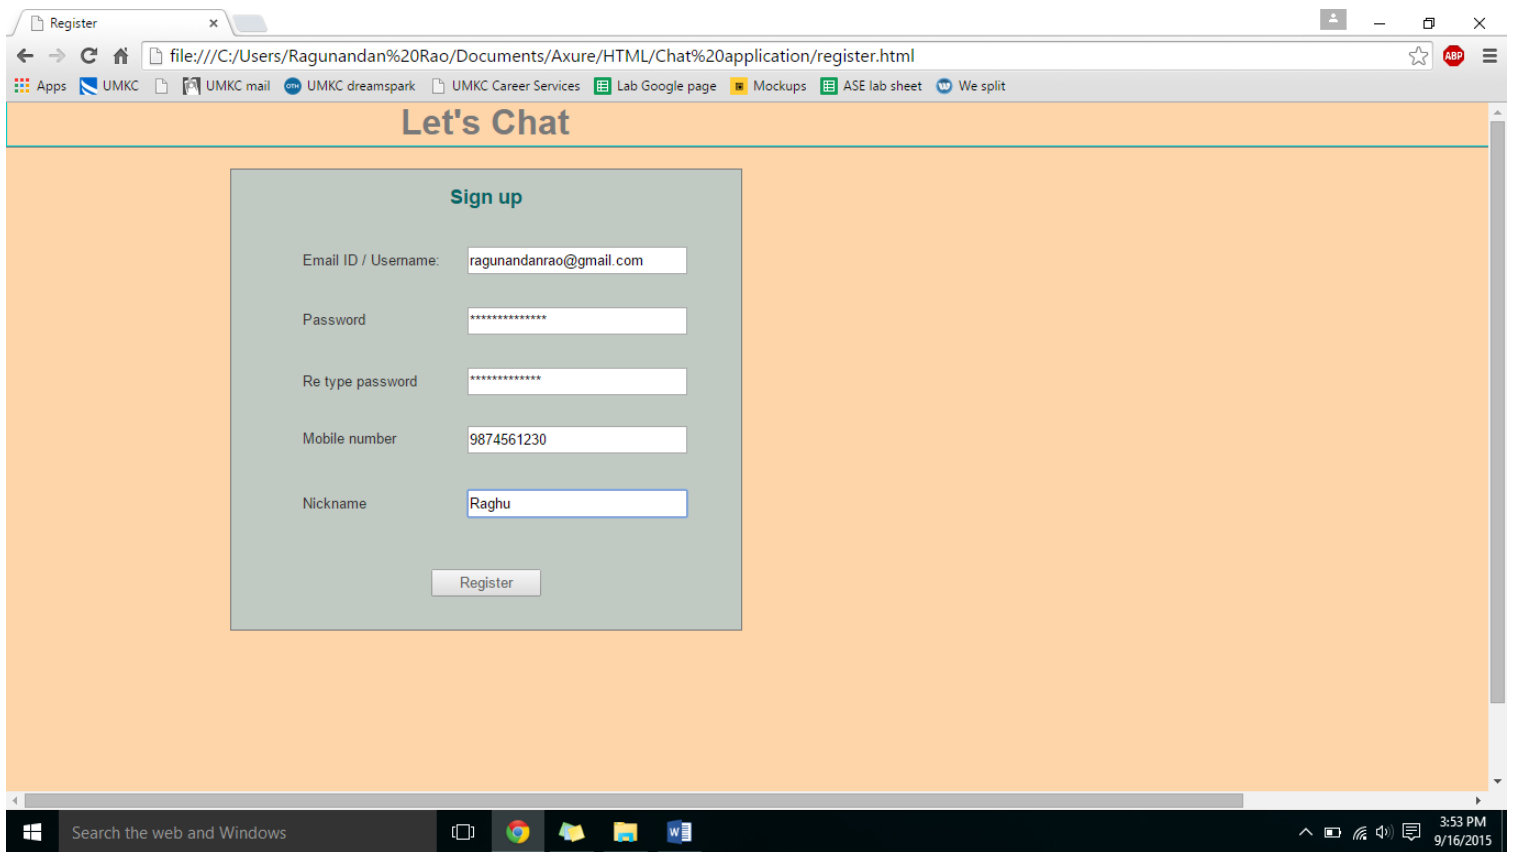 Register
file:///C:/Users/Ragunandan%20Rao/Documents/Axure/HTML/Chat%20application/register.html
ABP
Apps UMKC UMKC mail OTH UMKC dreamspark UMKC Career Services Lab Google page Mockups ASE lab sheet We split
Let's Chat
Sign up
Email ID / Username: ragunandanrao@gmail.com
Password **************
Re type password *************
Mobile number 9874561230
Nickname Raghu
Register
Search the web and Windows
3:53 PM
9/16/2015